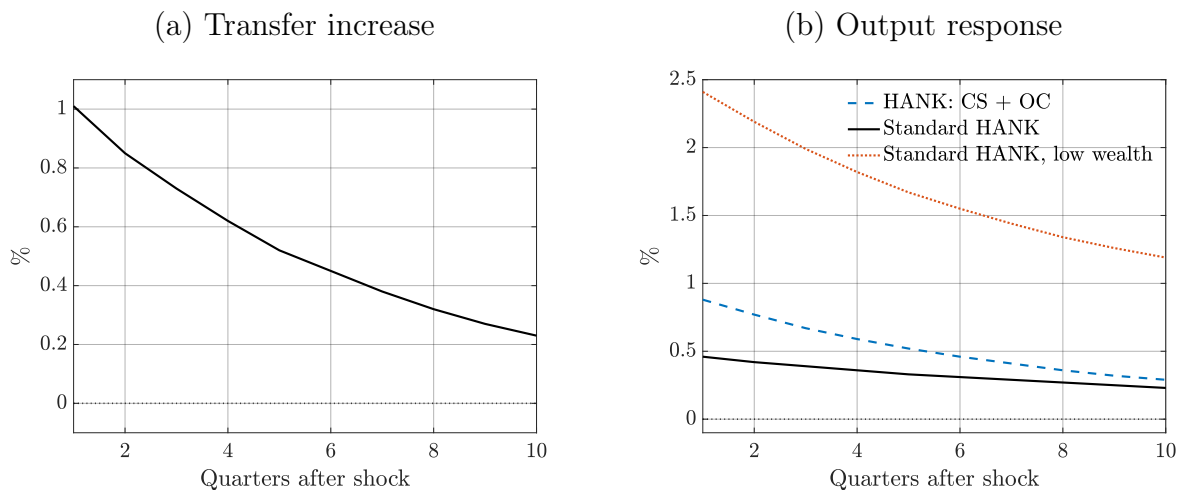 (a) Transfer increase
1
0.8
0.6
0.4
0.2
0
%
2 4 6 8 10
Quarters after shock
(b) Output response
2.5
2
1.5
1
0.5
0
%
HANK: CS + OC
Standard HANK
Standard HANK, low wealth
2 4 6 8 10
Quarters after shock